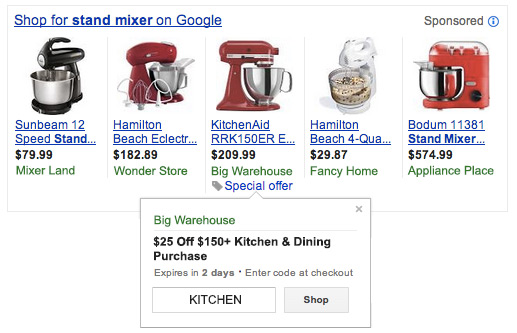 Shop for stand mixer on Google
Sponsored
Sunbeam 12
Speed Stand...
$79.99
Mixer Land
Hamilton
Beach Eclectr...
$182.89
Wonder Store
KitchenAid
RRK150ER E...
$209.99
Big Warehouse
Special offer
Hamilton
Beach 4-Qua...
$29.87
Fancy Home
Bodum 11381
Stand Mixer...
$574.99
Appliance Place
Big Warehouse
$25 Off $150+ Kitchen & Dining
Purchase
Expires in 2 days • Enter code at checkout
KITCHEN
Shop